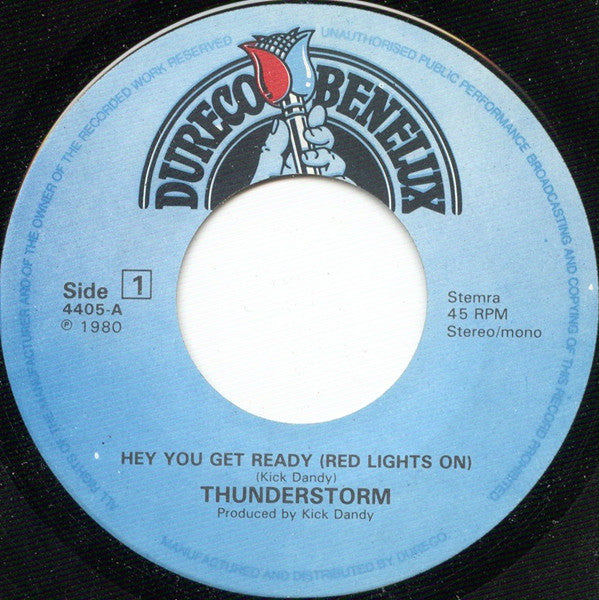 ALL RIGHTS OF THE MANUFACTURER AND OF THE OWNER OF THE RECORDED WORK RESERVED
UNAUTHORISED PUBLIC PERFORMANCE BROADCASTING AND COPYING OF THIS RECORD PROHIBITED
DURECO BENELUX
Side 1
4405-A
℗ 1980
Stemra
45 RPM
Stereo/mono
HEY YOU GET READY (RED LIGHTS ON)
(Kick Dandy)
THUNDERSTORM
Produced by Kick Dandy
MANUFACTURED AND DISTRIBUTED BY DURECO.